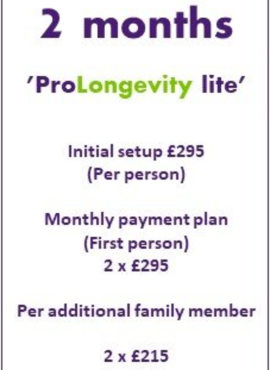 2 months
'ProLongevity lite'
Initial setup £295
(Per person)
Monthly payment plan
(First person)
2 x £295
Per additional family member
2 x £215